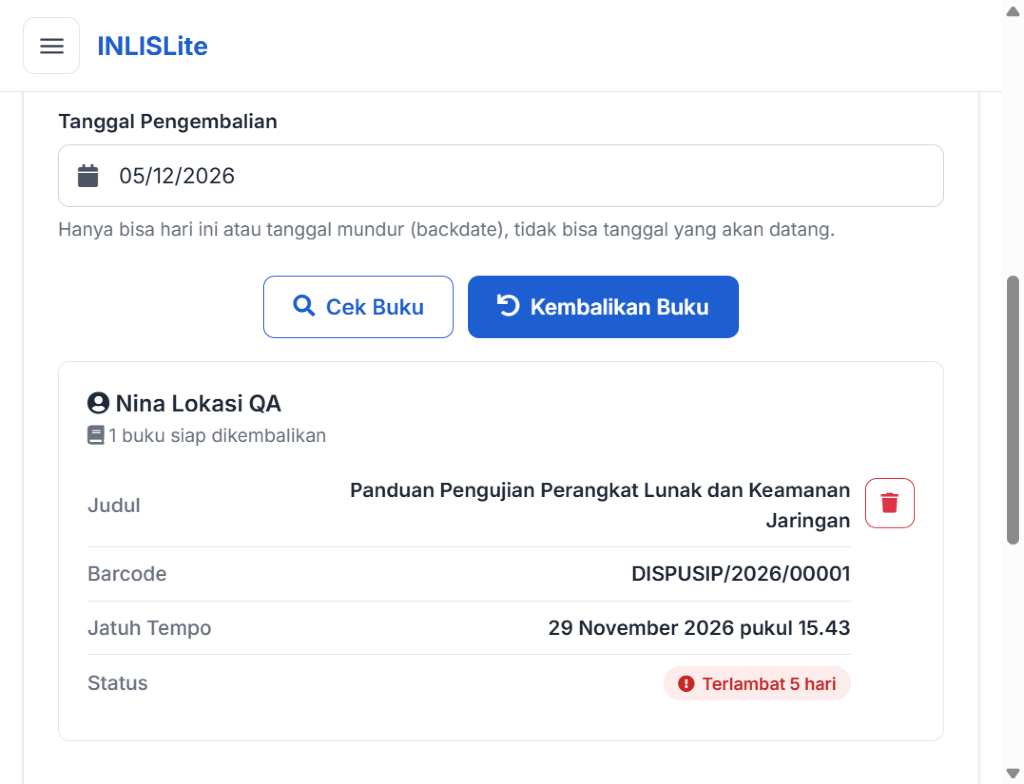 INLISLite
Tanggal Pengembalian
05/12/2026
Hanya bisa hari ini atau tanggal mundur (backdate), tidak bisa tanggal yang akan datang.
Cek Buku
Kembalikan Buku
Nina Lokasi QA
1 buku siap dikembalikan
Judul
Panduan Pengujian Perangkat Lunak dan Keamanan
Jaringan
Barcode
DISPUSIP/2026/00001
Jatuh Tempo
29 November 2026 pukul 15.43
Status
Terlambat 5 hari